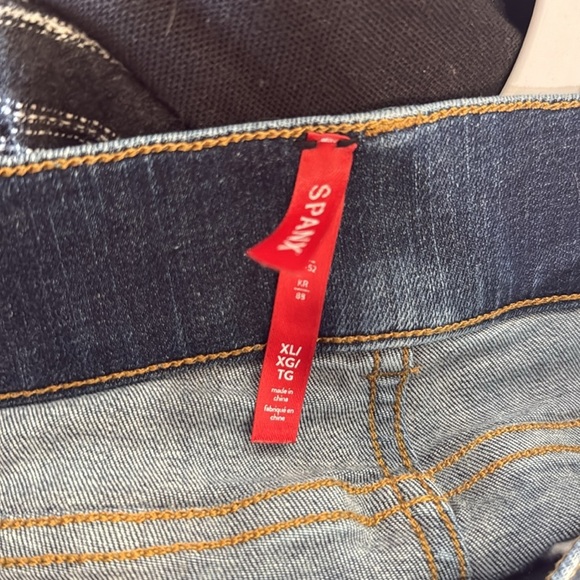 SPANX
52
KR
88
XL/
XG/
TG
made in
china
fabriqué en
chine